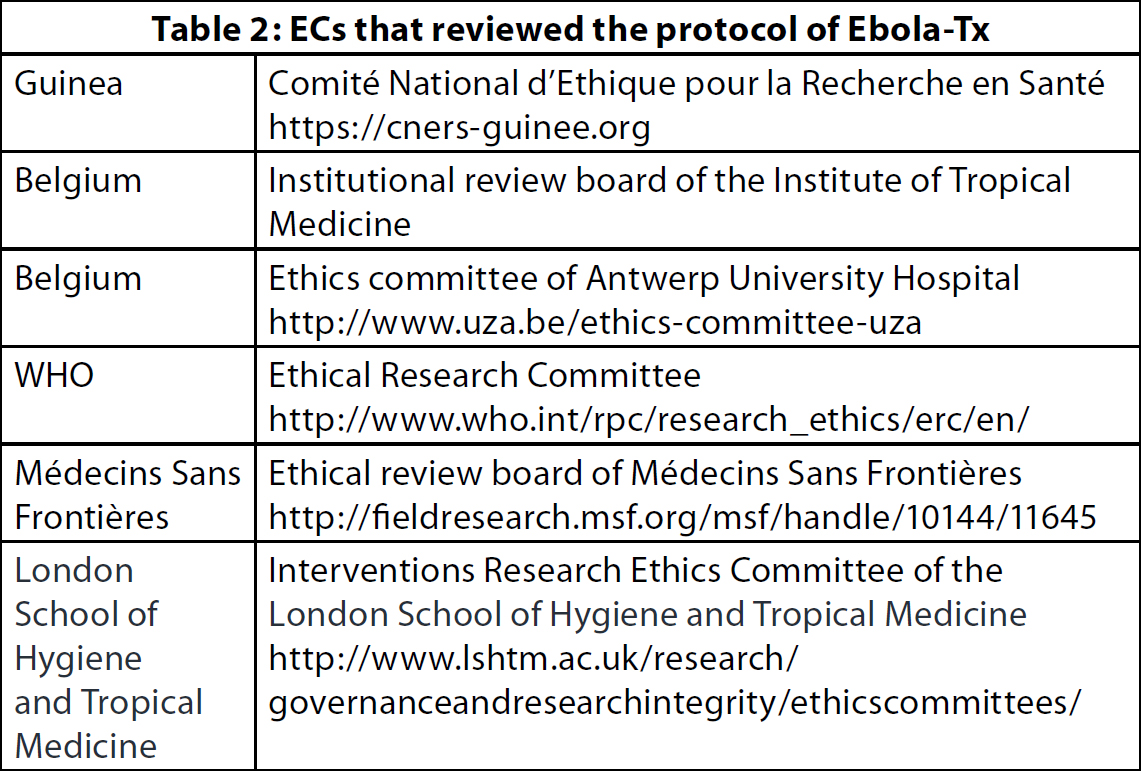 Table 2: ECs that reviewed the protocol of Ebola-Tx
Guinea
Comité National d’Ethique pour la Recherche en Santé
https://cners-guinee.org
Belgium
Institutional review board of the Institute of Tropical
Medicine
Belgium
Ethics committee of Antwerp University Hospital
http://www.uza.be/ethics-committee-uza
WHO
Ethical Research Committee
http://www.who.int/rpc/research_ethics/erc/en/
Médecins Sans
Frontières
Ethical review board of Médecins Sans Frontières
http://fieldresearch.msf.org/msf/handle/10144/11645
London
School of
Hygiene
and Tropical
Medicine
Interventions Research Ethics Committee of the
London School of Hygiene and Tropical Medicine
http://www.lshtm.ac.uk/research/
governanceandresearchintegrity/ethicscommittees/